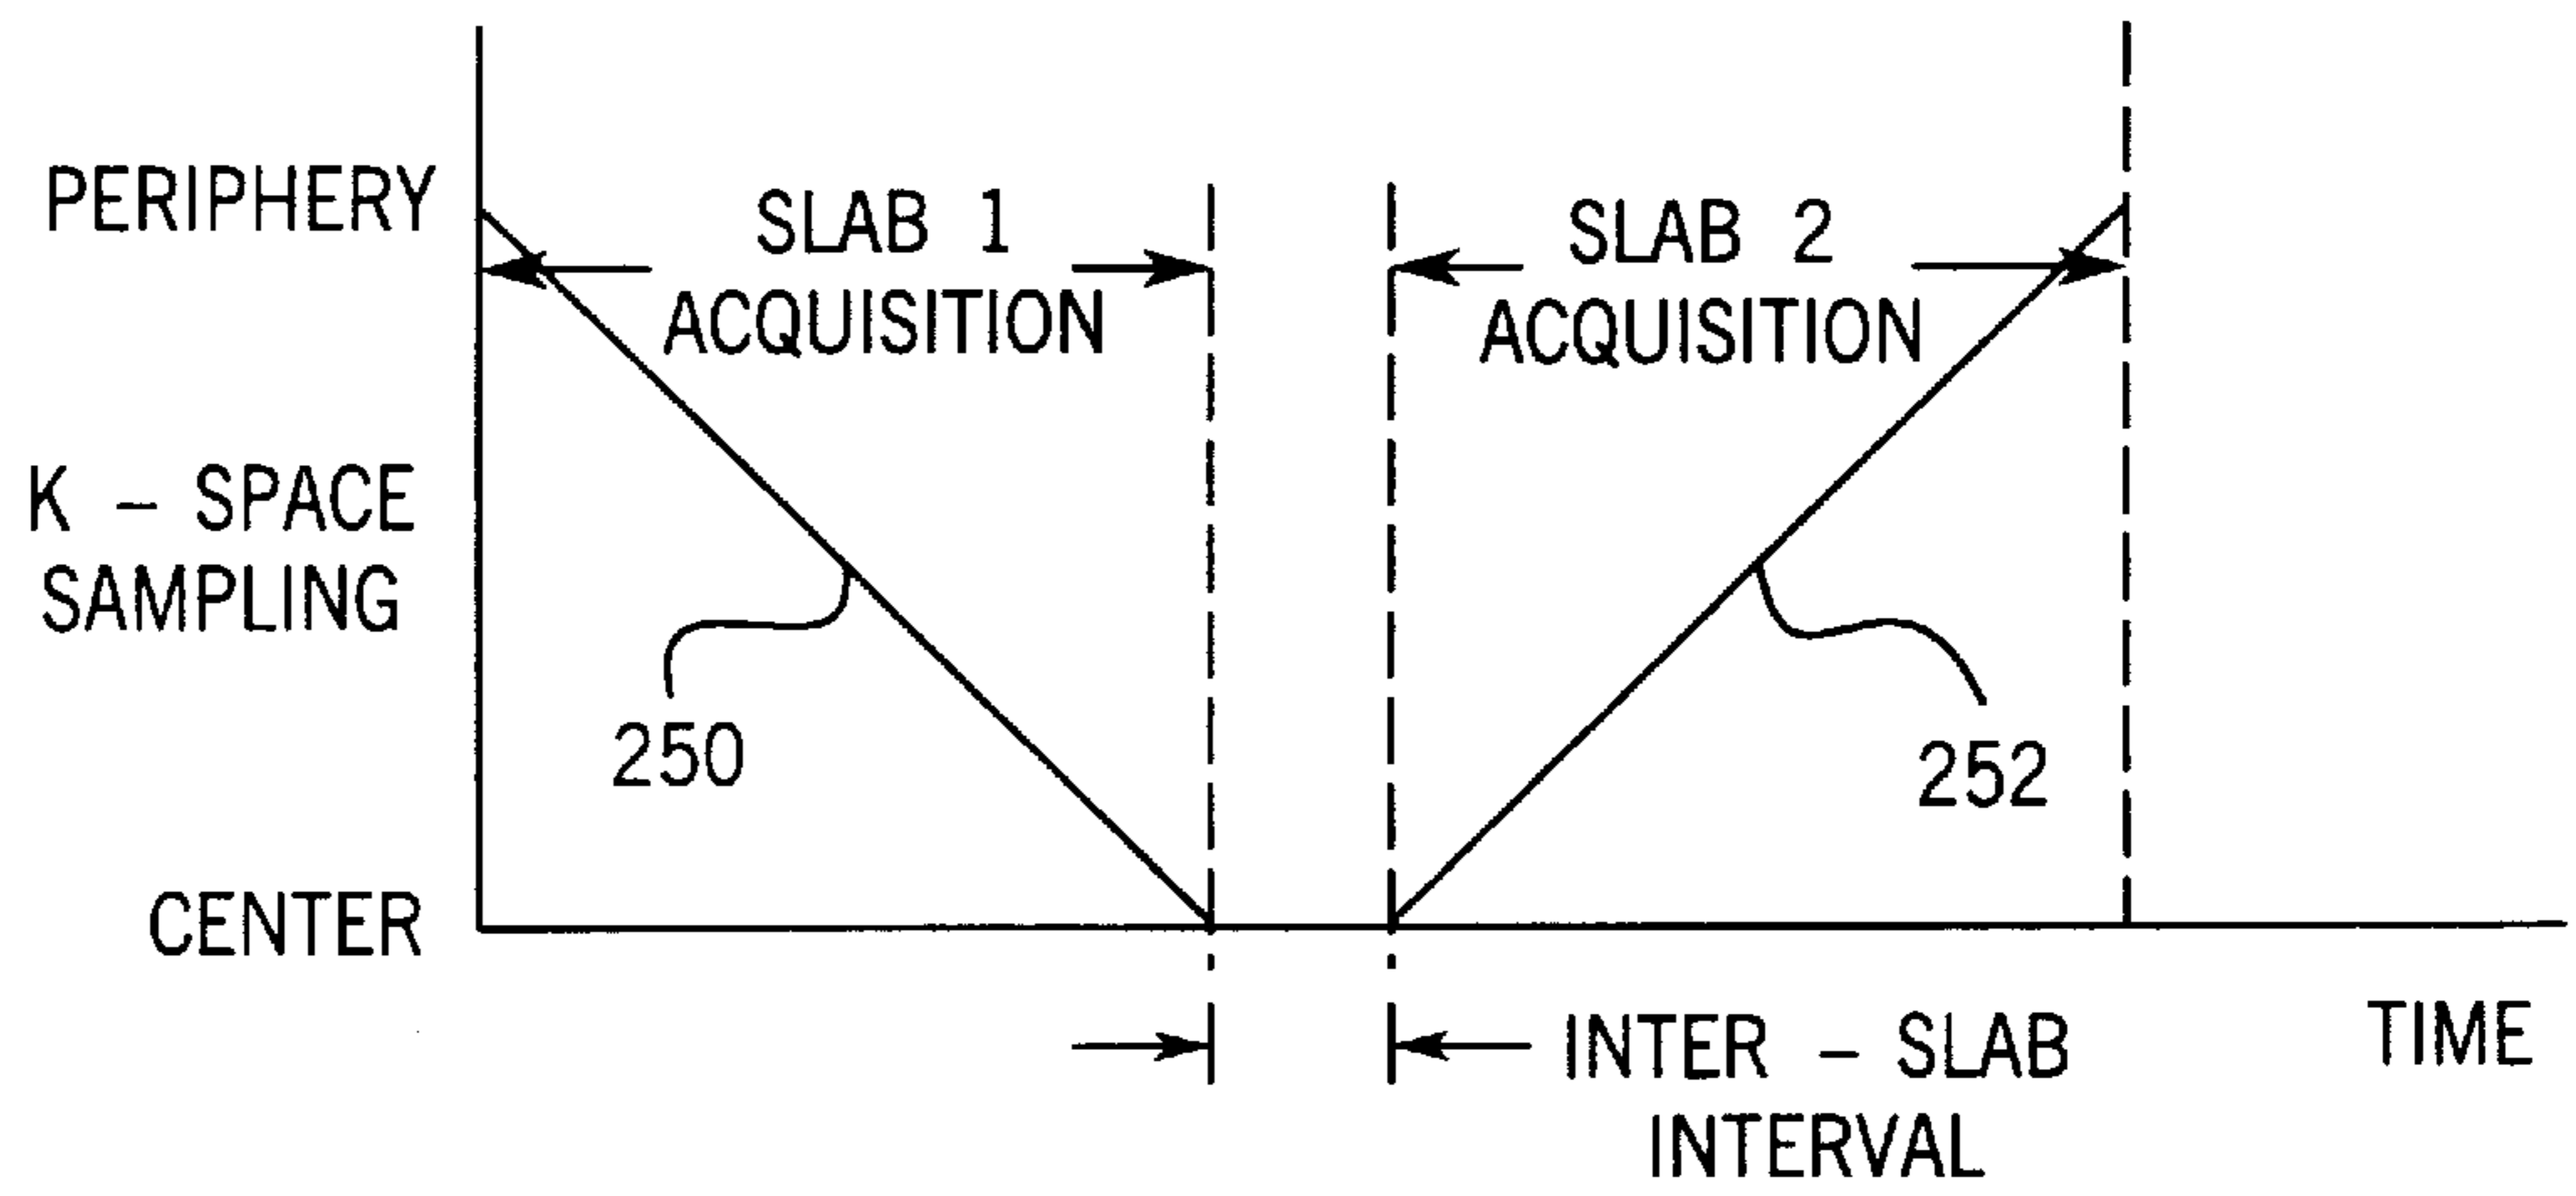 PERIPHERY
SLAB 1
ACQUISITION
SLAB 2
ACQUISITION
K - SPACE
SAMPLING
250
252
CENTER
INTER - SLAB
INTERVAL
TIME